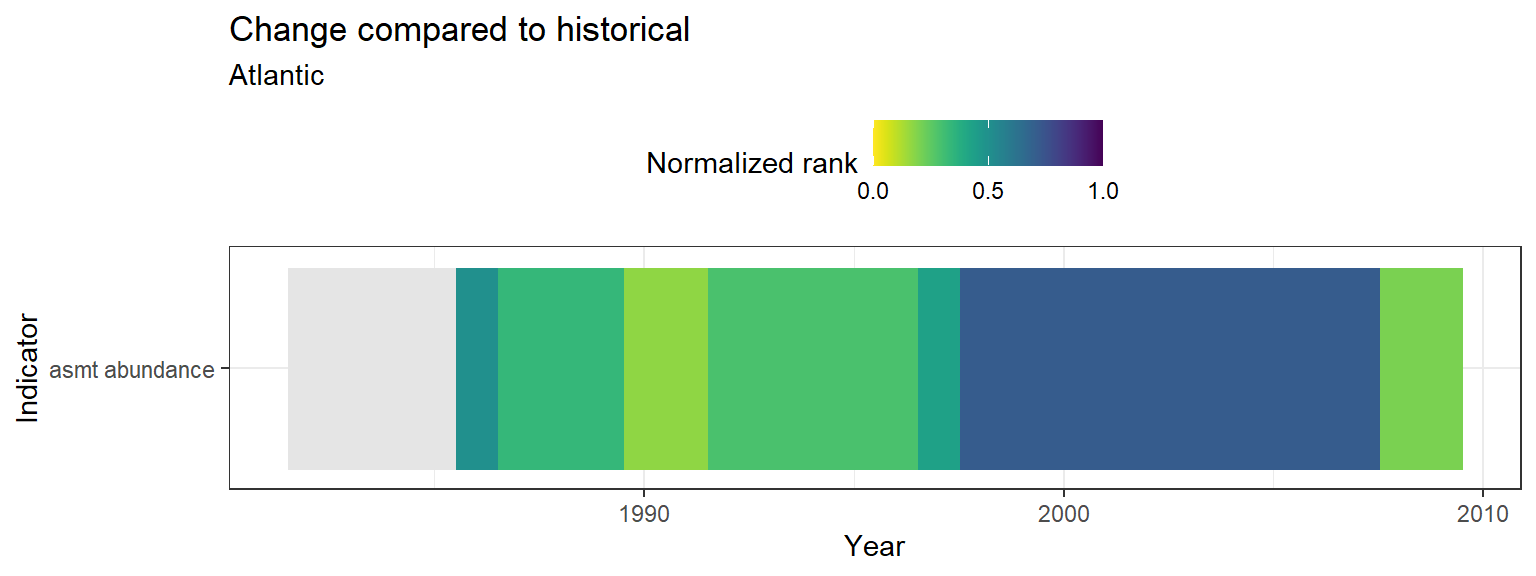 Change compared to historical
Atlantic
Normalized rank
0.0 0.5 1.0
Indicator
asmt abundance
1990 2000 2010
Year